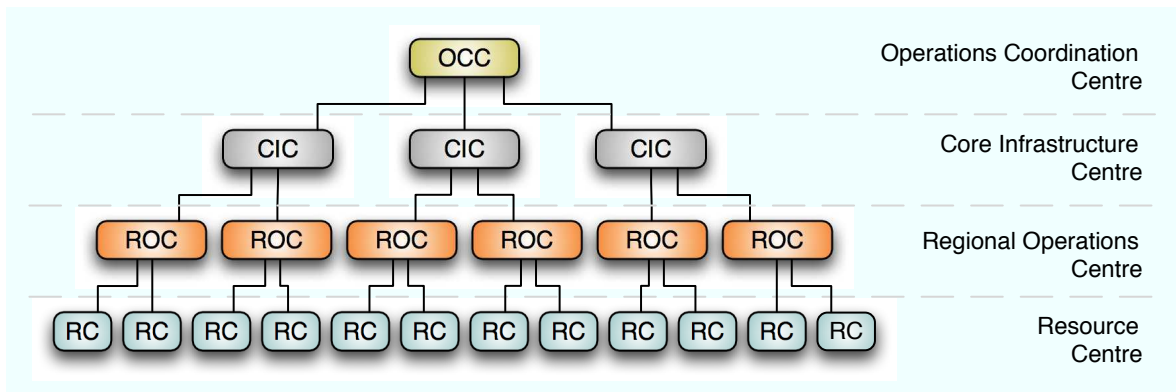 OCC
Operations Coordination
Centre
CIC CIC CIC
Core Infrastructure
Centre
ROC ROC ROC ROC ROC ROC
Regional Operations
Centre
RC RC RC RC RC RC RC RC RC RC RC RC
Resource
Centre